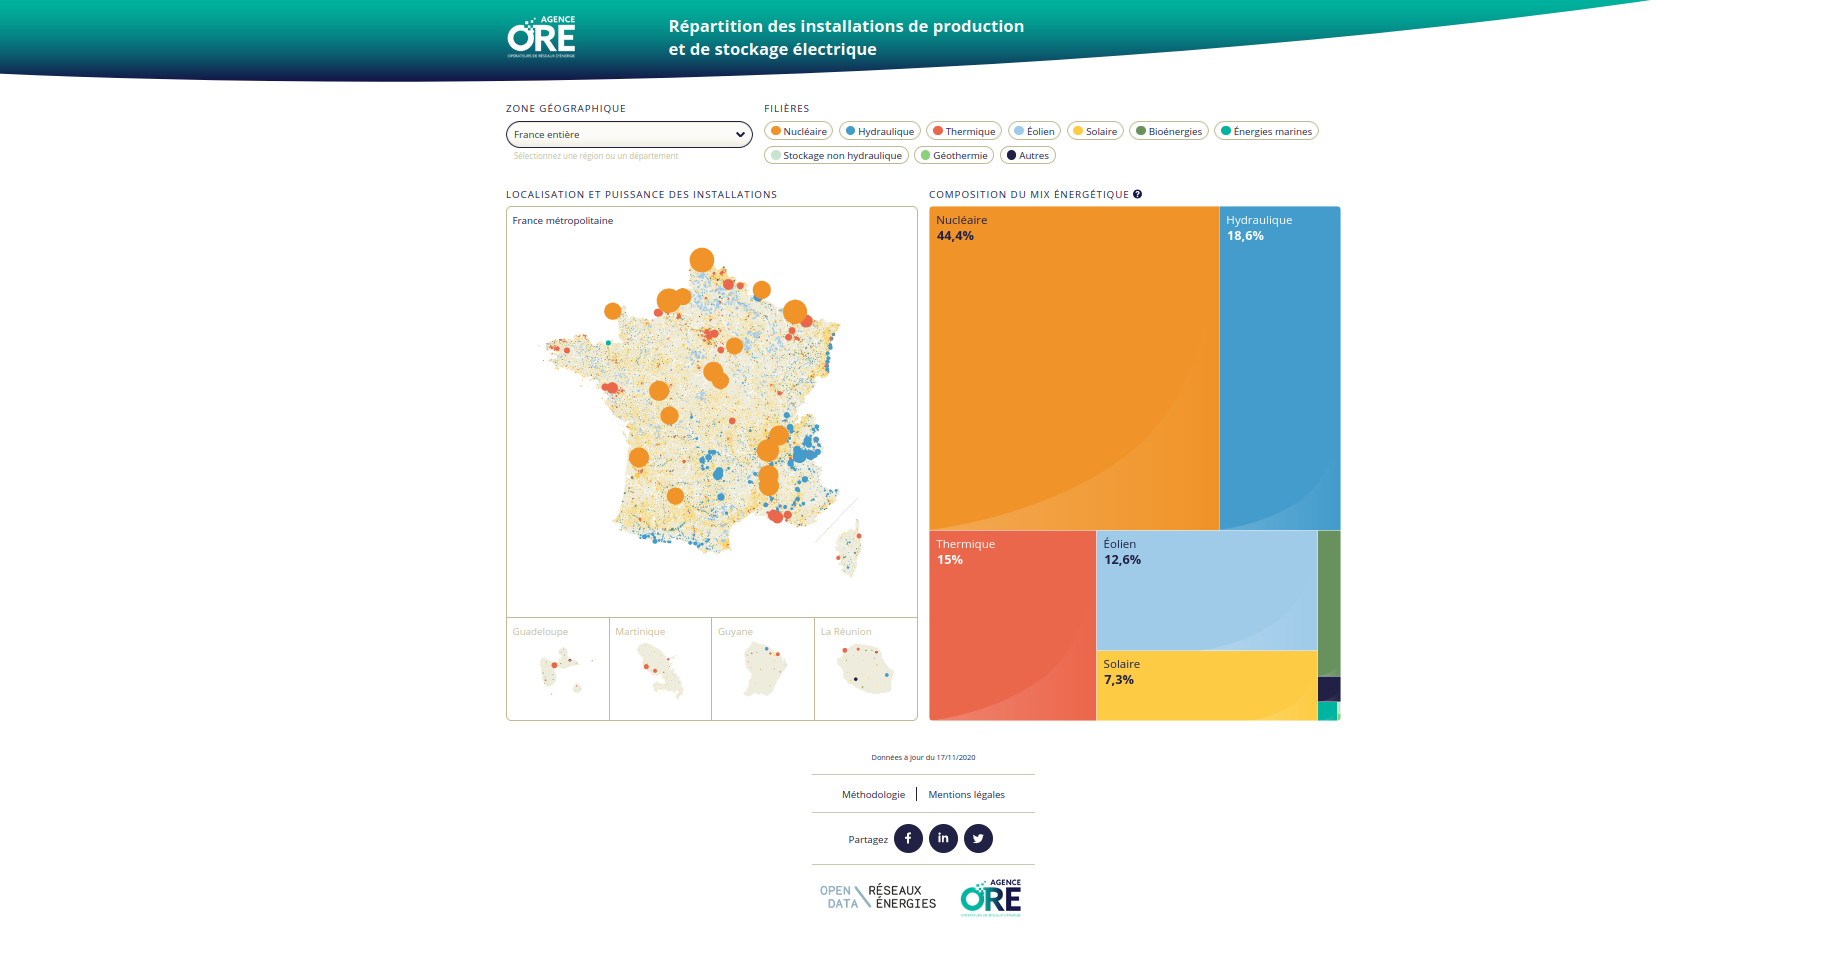 AGENCE
ORE
OPÉRATEURS DE RÉSEAUX D'ÉNERGIE
Répartition des installations de production
et de stockage électrique
ZONE GÉOGRAPHIQUE
France entière
Sélectionnez une région ou un département
FILIÈRES
Nucléaire
Hydraulique
Thermique
Éolien
Solaire
Bioénergies
Énergies marines
Stockage non hydraulique
Géothermie
Autres
LOCALISATION ET PUISSANCE DES INSTALLATIONS
France métropolitaine
Guadeloupe
Martinique
Guyane
La Réunion
COMPOSITION DU MIX ÉNERGÉTIQUE ?
Nucléaire
44,4%
Hydraulique
18,6%
Thermique
15%
Éolien
12,6%
Solaire
7,3%
Données à jour du 17/11/2020
Méthodologie
Mentions légales
Partagez
OPEN DATA
RÉSEAUX ÉNERGIES
AGENCE
ORE
OPÉRATEURS DE RÉSEAUX D'ÉNERGIE